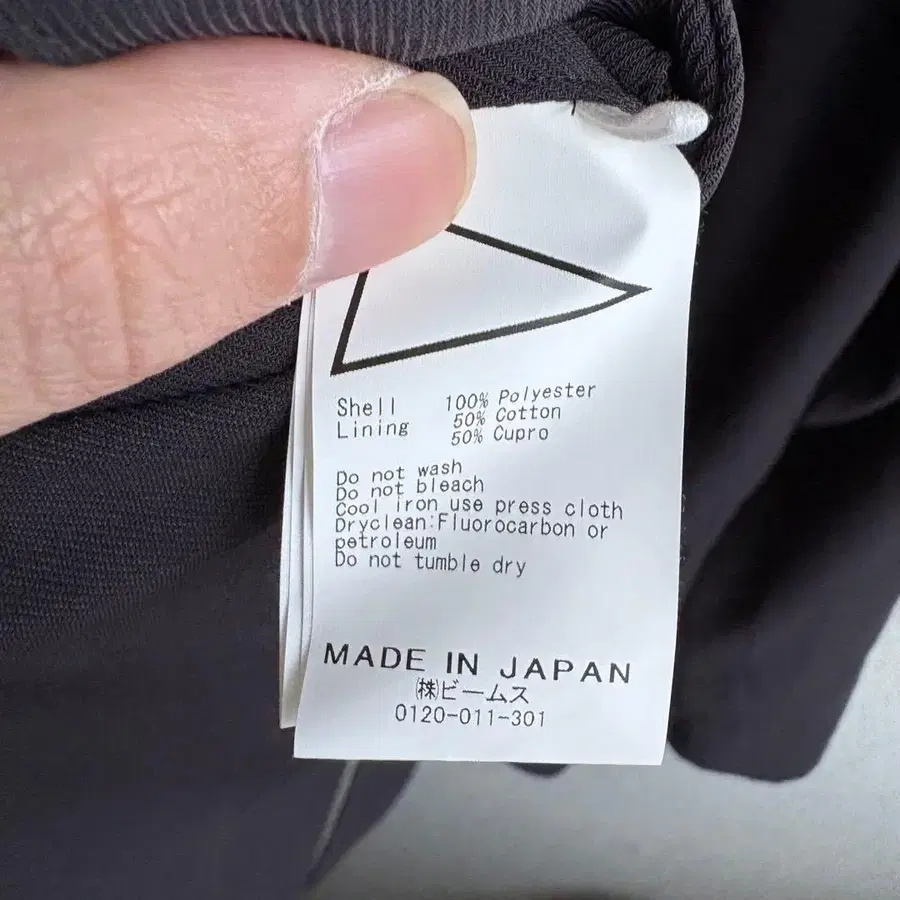 Shell 100% Polyester
Lining 50% Cotton
50% Cupro
Do not wash
Do not bleach
Cool iron use press cloth
Dryclean:Fluorocarbon or
petroleum
Do not tumble dry
MADE IN JAPAN
㈱ビームス
0120-011-301